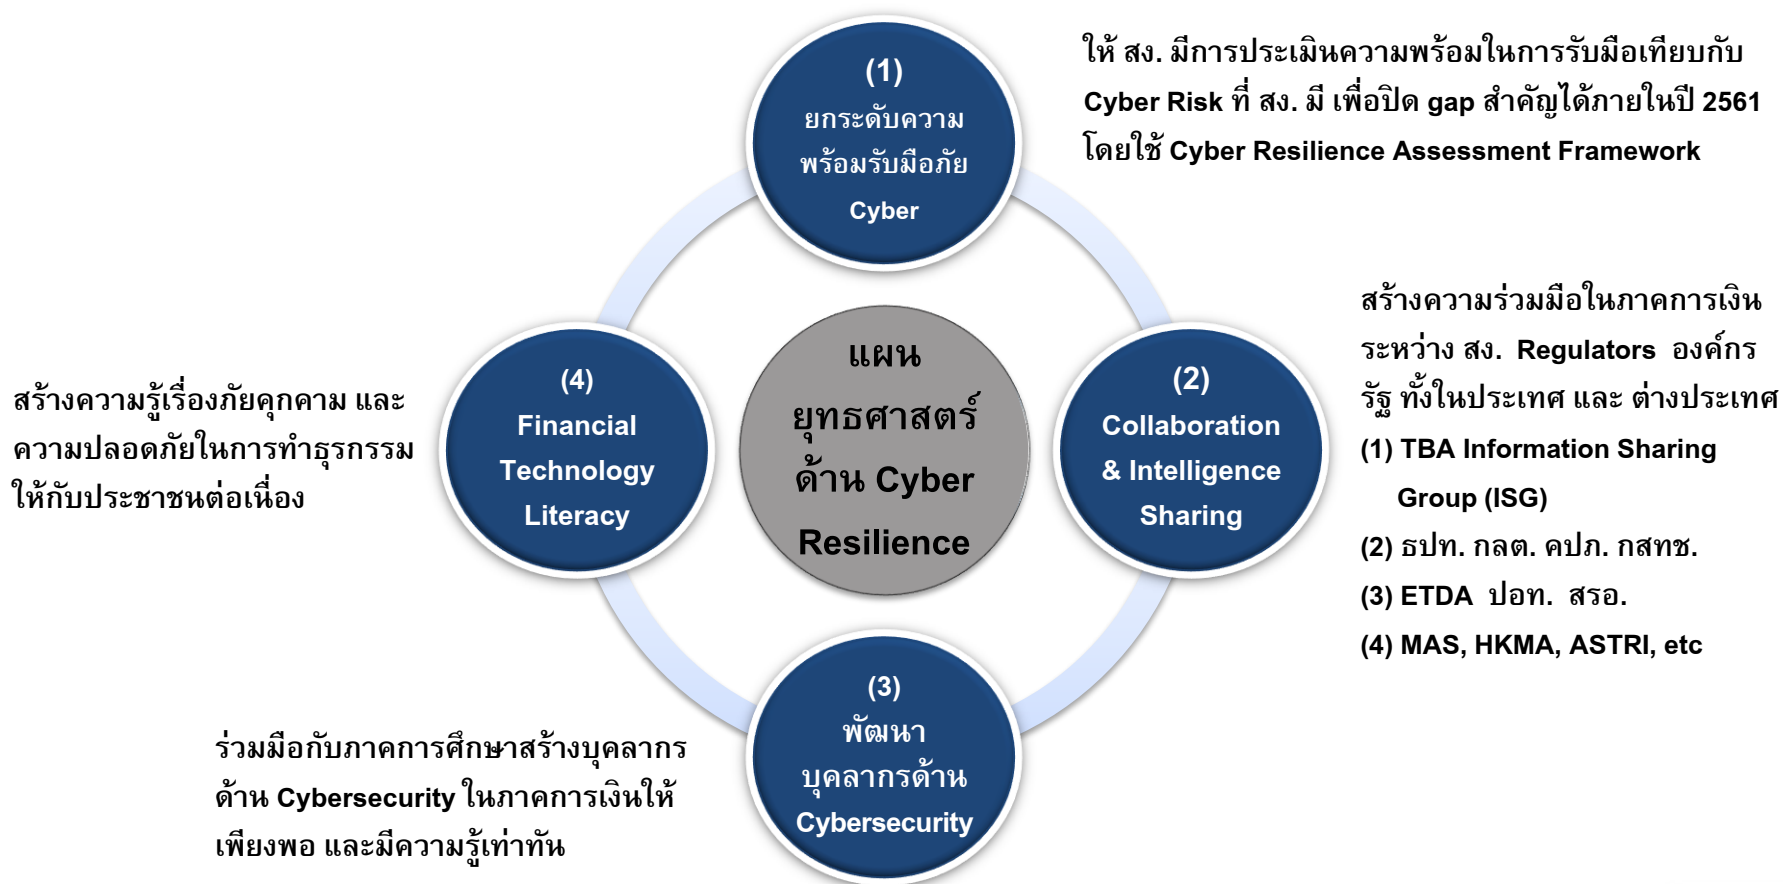 (1)
ยกระดับความ
พร้อมรับมือภัย
Cyber
ให้ สง. มีการประเมินความพร้อมในการรับมือเทียบกับ
Cyber Risk ที่ สง. มี เพื่อปิด gap สำคัญได้ภายในปี 2561
โดยใช้ Cyber Resilience Assessment Framework
แผน
ยุทธศาสตร์
ด้าน Cyber
Resilience
(2)
Collaboration
& Intelligence
Sharing
สร้างความร่วมมือในภาคการเงิน
ระหว่าง สง. Regulators องค์กร
รัฐ ทั้งในประเทศ และ ต่างประเทศ
(1) TBA Information Sharing
Group (ISG)
(2) ธปท. กลต. คปภ. กสทช.
(3) ETDA ปอท. สรอ.
(4) MAS, HKMA, ASTRI, etc
(3)
พัฒนา
บุคลากรด้าน
Cybersecurity
ร่วมมือกับภาคการศึกษาสร้างบุคลากร
ด้าน Cybersecurity ในภาคการเงินให้
เพียงพอ และมีความรู้เท่าทัน
(4)
Financial
Technology
Literacy
สร้างความรู้เรื่องภัยคุกคาม และ
ความปลอดภัยในการทำธุรกรรม
ให้กับประชาชนต่อเนื่อง